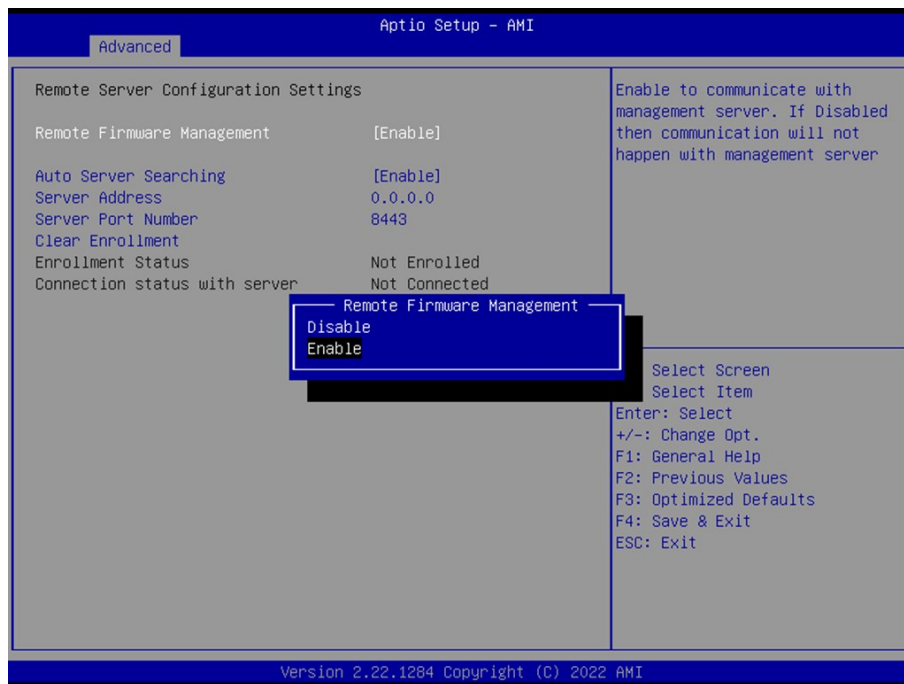 Aptio Setup – AMI
Advanced
Remote Server Configuration Settings
Remote Firmware Management [Enable]
Auto Server Searching [Enable]
Server Address 0.0.0.0
Server Port Number 8443
Clear Enrollment
Enrollment Status Not Enrolled
Connection status with server Not Connected
Remote Firmware Management
Disable
Enable
Enable to communicate with
management server. If Disabled
then communication will not
happen with management server
Select Screen
Select Item
Enter: Select
+/-: Change Opt.
F1: General Help
F2: Previous Values
F3: Optimized Defaults
F4: Save & Exit
ESC: Exit
Version 2.22.1284 Copyright (C) 2022 AMI